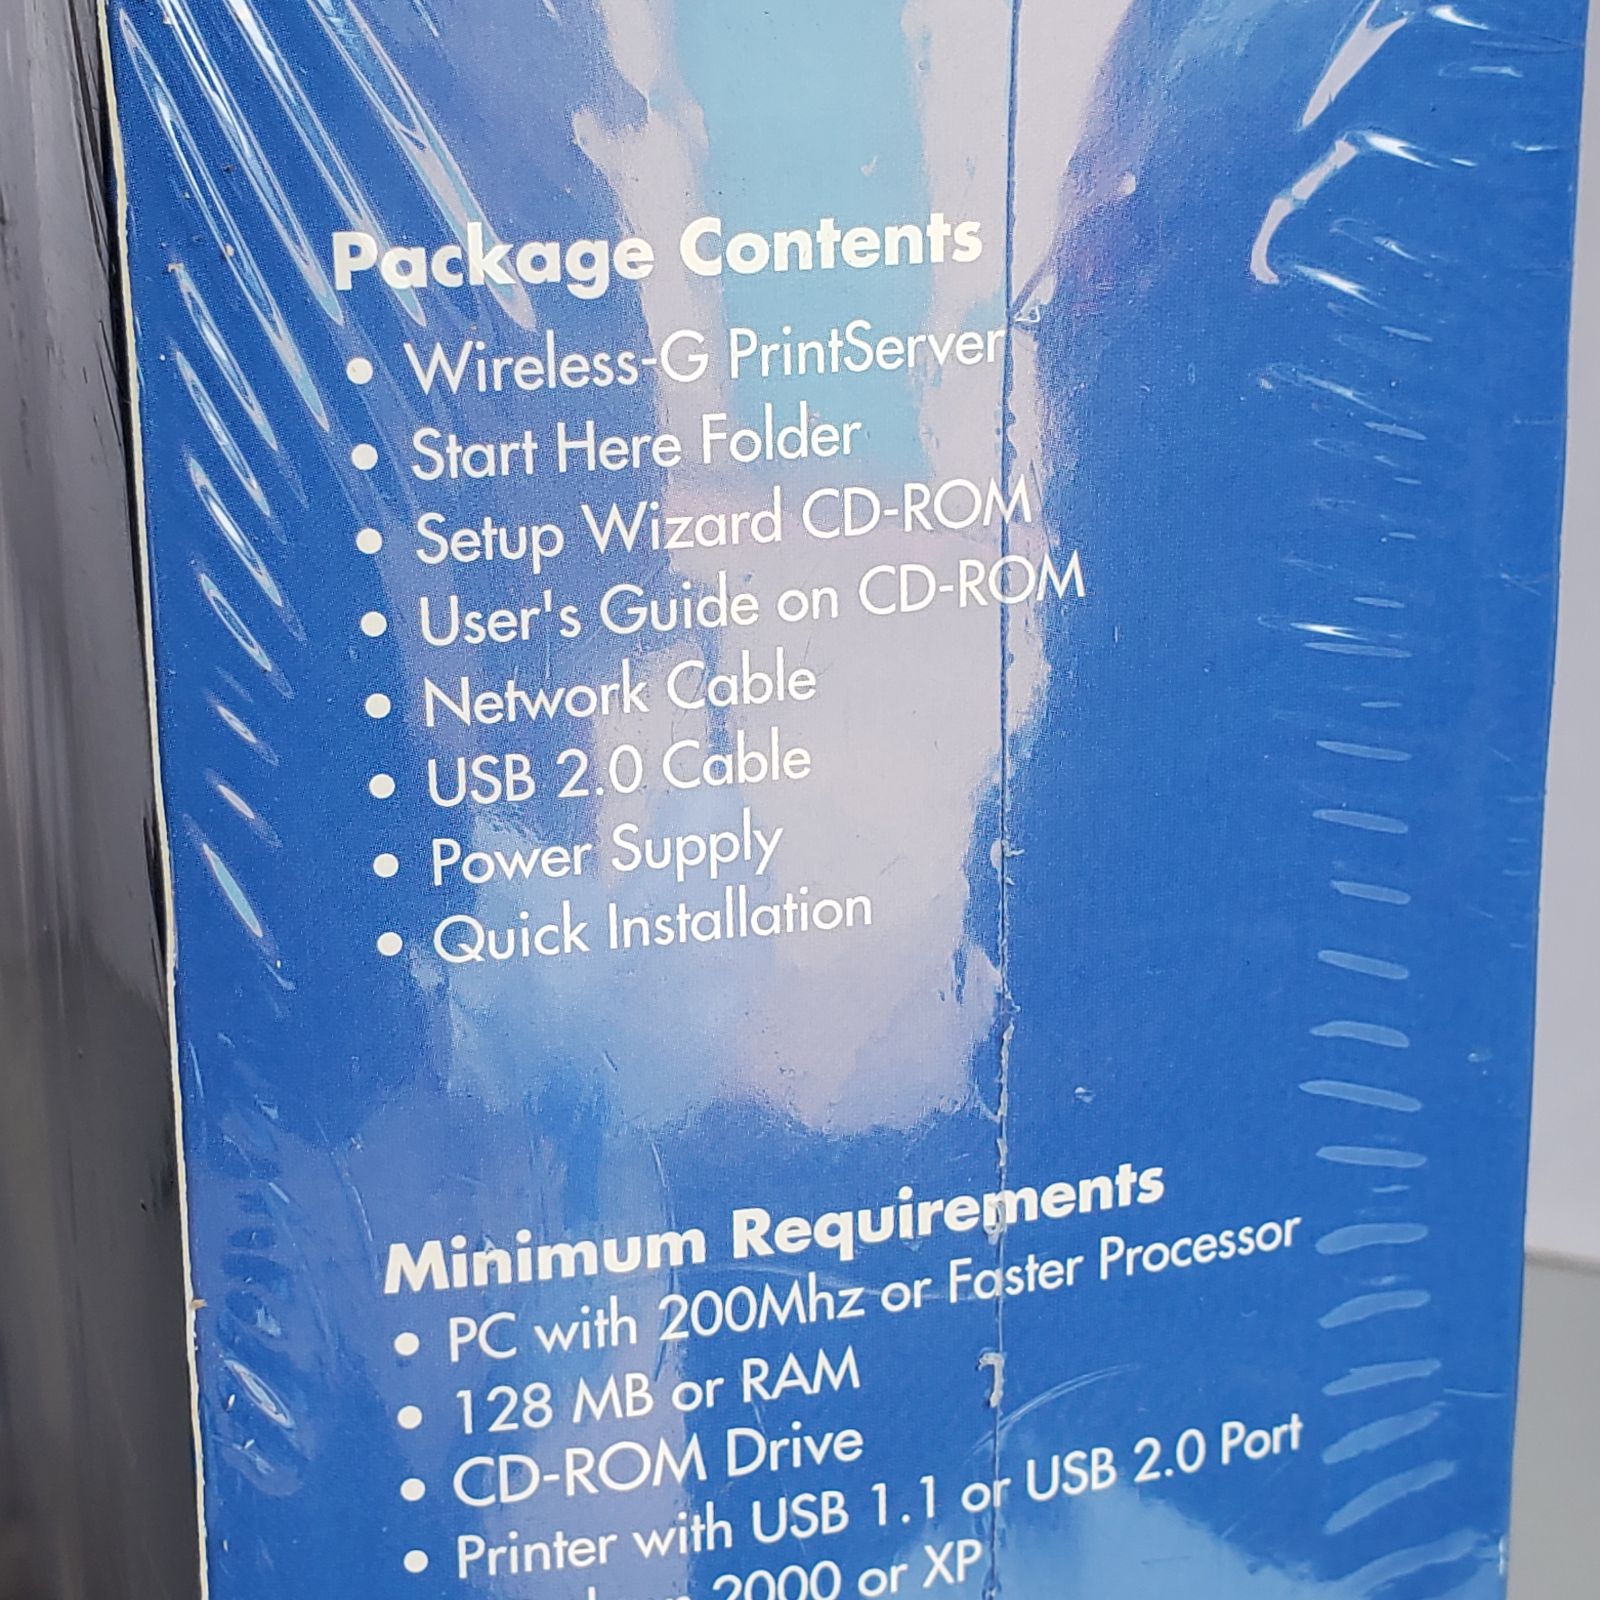 Package Contents
• Wireless-G PrintServer
• Start Here Folder
• Setup Wizard CD-ROM
• User's Guide on CD-ROM
• Network Cable
• USB 2.0 Cable
• Power Supply
• Quick Installation
Minimum Requirements
• PC with 200Mhz or Faster Processor
• 128 MB or RAM
• CD-ROM Drive
• Printer with USB 1.1 or USB 2.0 Port
2000 or XP